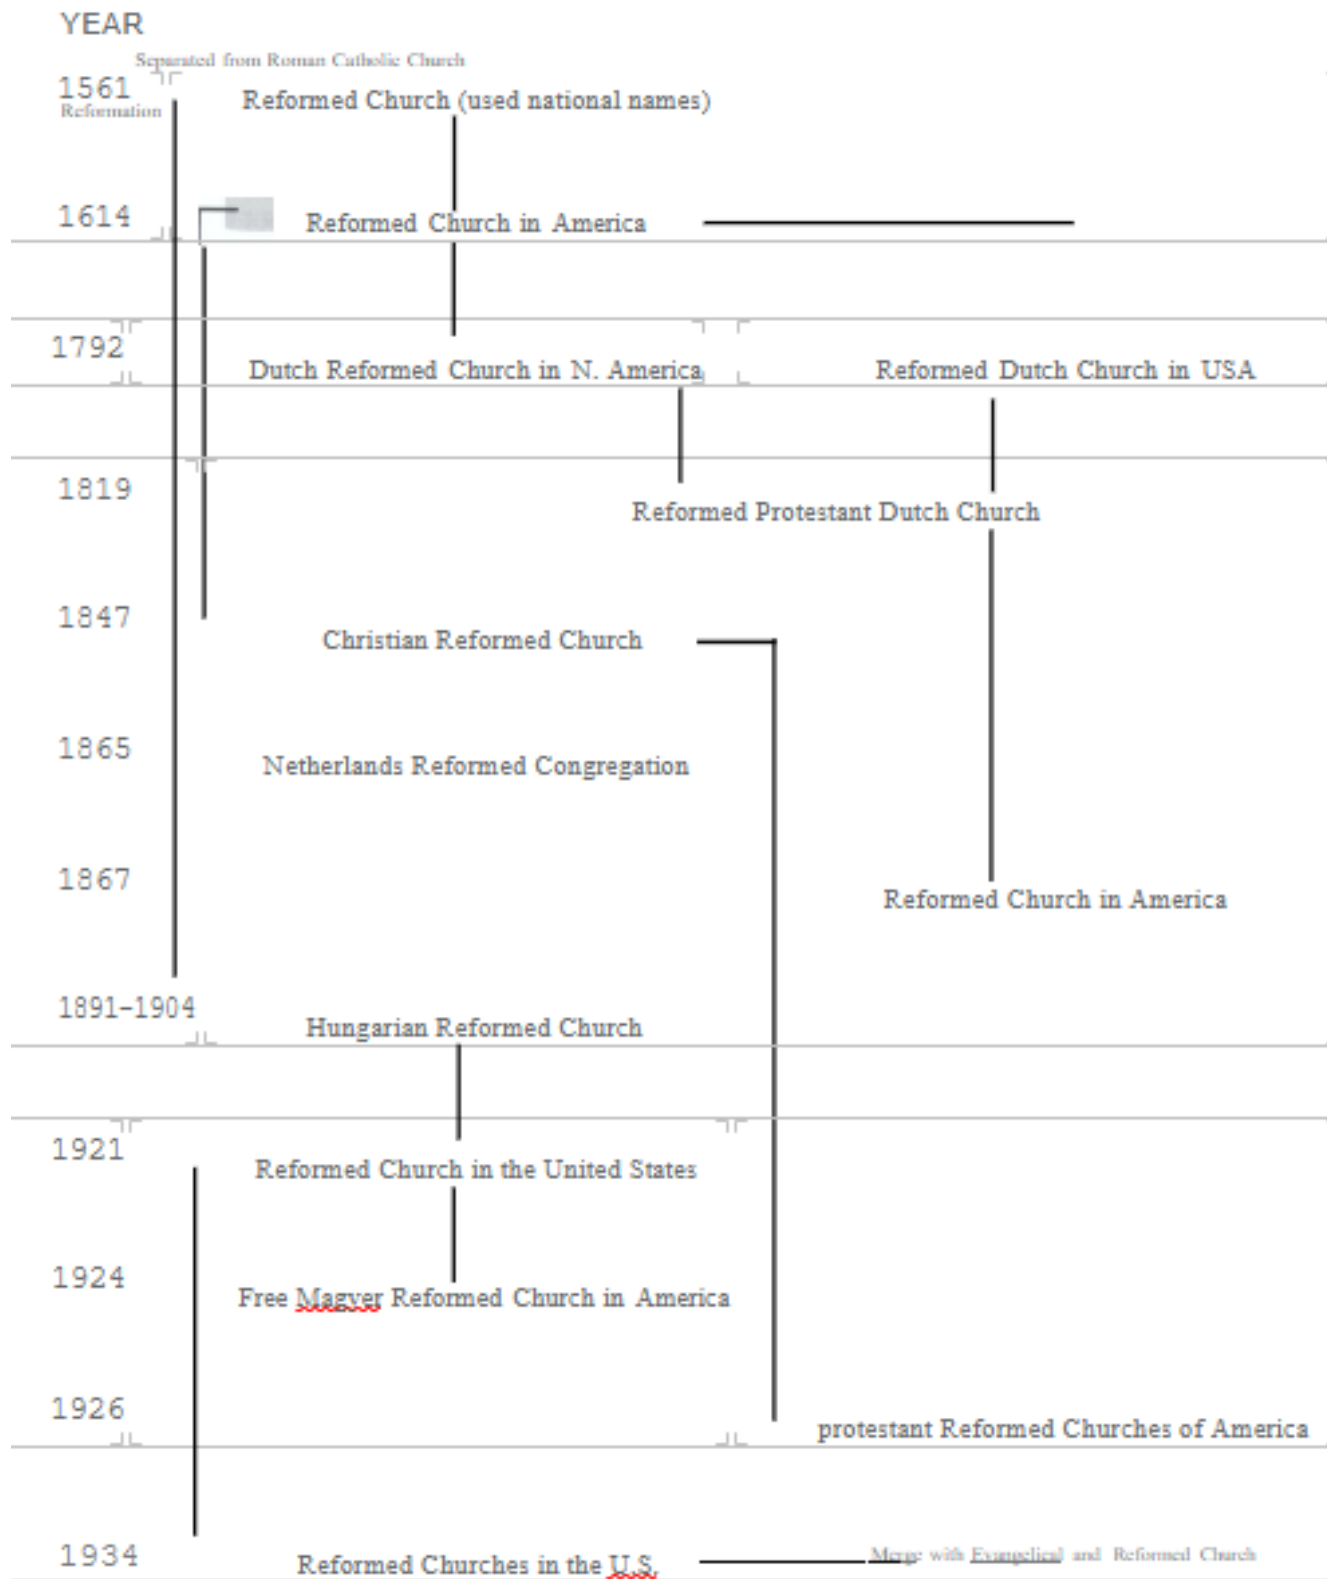 YEAR
Separated from Roman Catholic Church
1561
Reformed Church (used national names)
Reformation
1614
Reformed Church in America
1792
Dutch Reformed Church in N. America
Reformed Dutch Church in USA
1819
Reformed Protestant Dutch Church
1847
Christian Reformed Church
1865
Netherlands Reformed Congregation
1867
Reformed Church in America
1891-1904
Hungarian Reformed Church
1921
Reformed Church in the United States
1924
Free Magyer Reformed Church in America
1926
protestant Reformed Churches of America
1934
Reformed Churches in the U.S.
Merge with Evangelical and Reformed Church